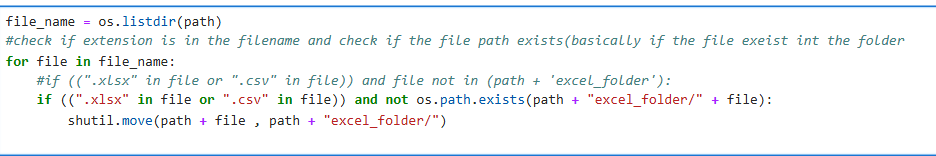 file_name = os.listdir(path)
#check if extension is in the filename and check if the file path exists(basically if the file exeist int the folder
for file in file_name:
    #if ((".xlsx" in file or ".csv" in file)) and file not in (path + 'excel_folder'):
    if ((".xlsx" in file or ".csv" in file)) and not os.path.exists(path + "excel_folder/" + file):
        shutil.move(path + file , path + "excel_folder/")